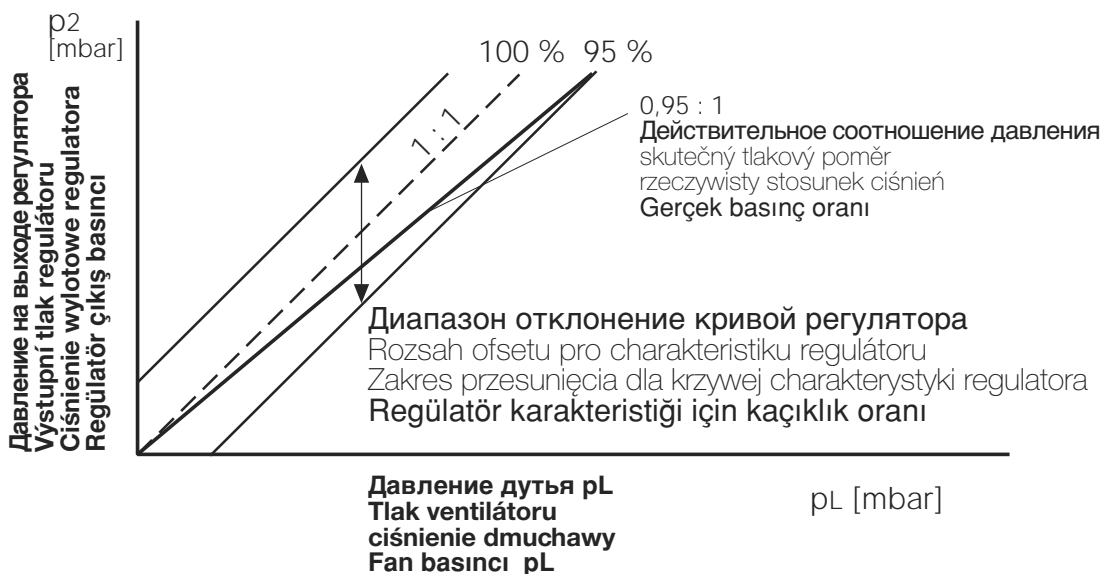 p2
[mbar]
Давление на выходе регулятора
Výstupní tlak regulátoru
Ciśnienie wylotowe regulatora
Regülatör çıkış basıncı
100 % 95 %
1 : 1
0,95 : 1
Действительное соотношение давления
skutečný tlakový poměr
rzeczywisty stosunek ciśnień
Gerçek basınç oranı
Диапазон отклонение кривой регулятора
Rozsah ofsetu pro charakteristiku regulátoru
Zakres przesunięcia dla krzywej charakterystyki regulatora
Regülatör karakteristiği için kaçıklık oranı
Давление дутья pL
Tlak ventilátoru
ciśnienie dmuchawy
Fan basıncı pL
pL [mbar]